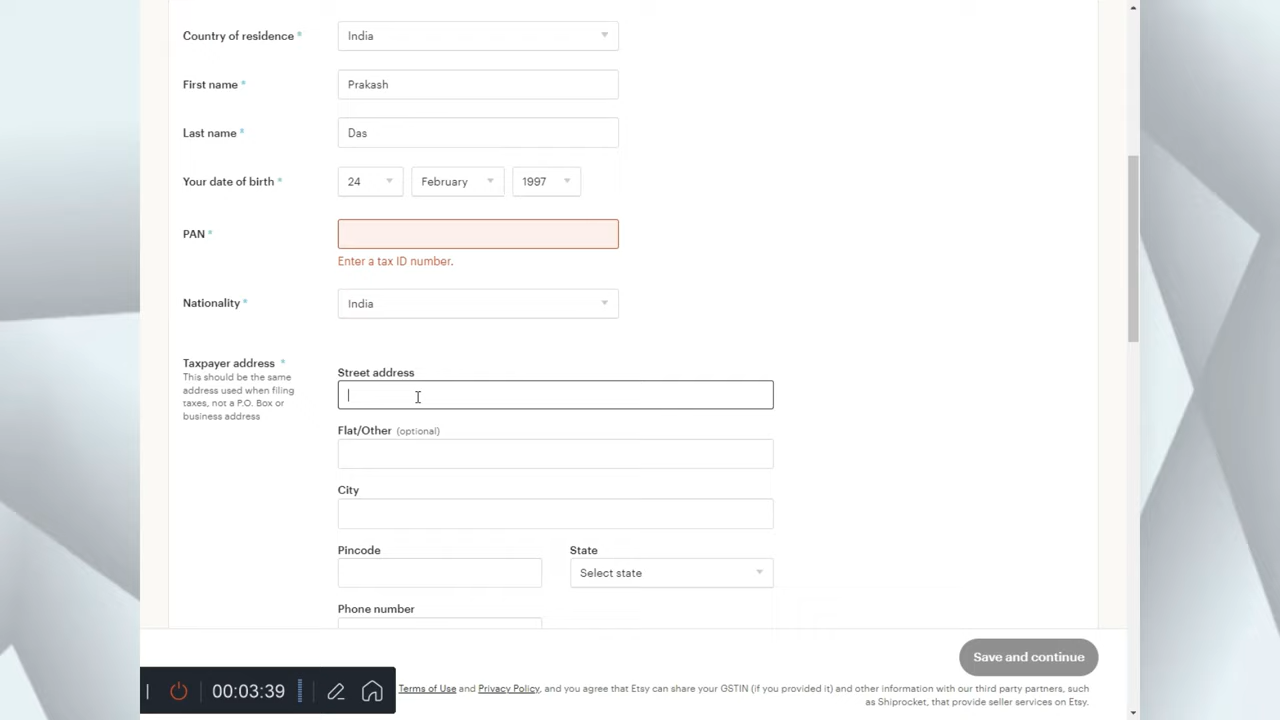 Country of residence *
India
First name *
Prakash
Last name *
Das
Your date of birth *
24 February 1997
PAN *
Enter a tax ID number.
Nationality *
India
Taxpayer address *
This should be the same
address used when filing
taxes, not a P.O. Box or
business address
Street address
Flat/Other (optional)
City
Pincode State
Select state
Phone number
Save and continue
00:03:39
Terms of Use and Privacy Policy, and you agree that Etsy can share your GSTIN (if you provided it) and other information with our third party partners, such
as Shiprocket, that provide seller services on Etsy.